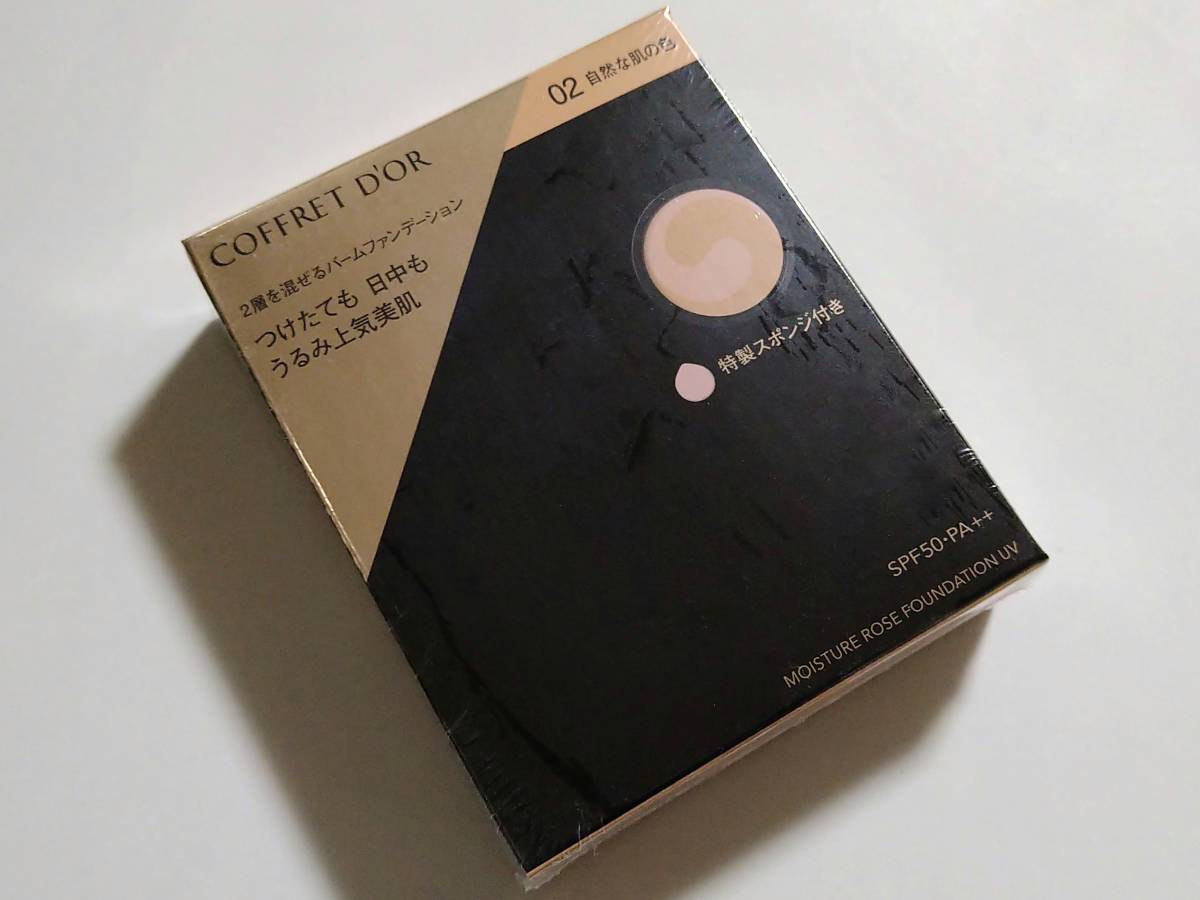 02 自然な肌の色
COFFRET D'OR
2層を混ぜるバームファンデーション
つけたても 日中も
うるみ上気美肌
特製スポンジ付き
SPF50・PA++
MOISTURE ROSE FOUNDATION UV